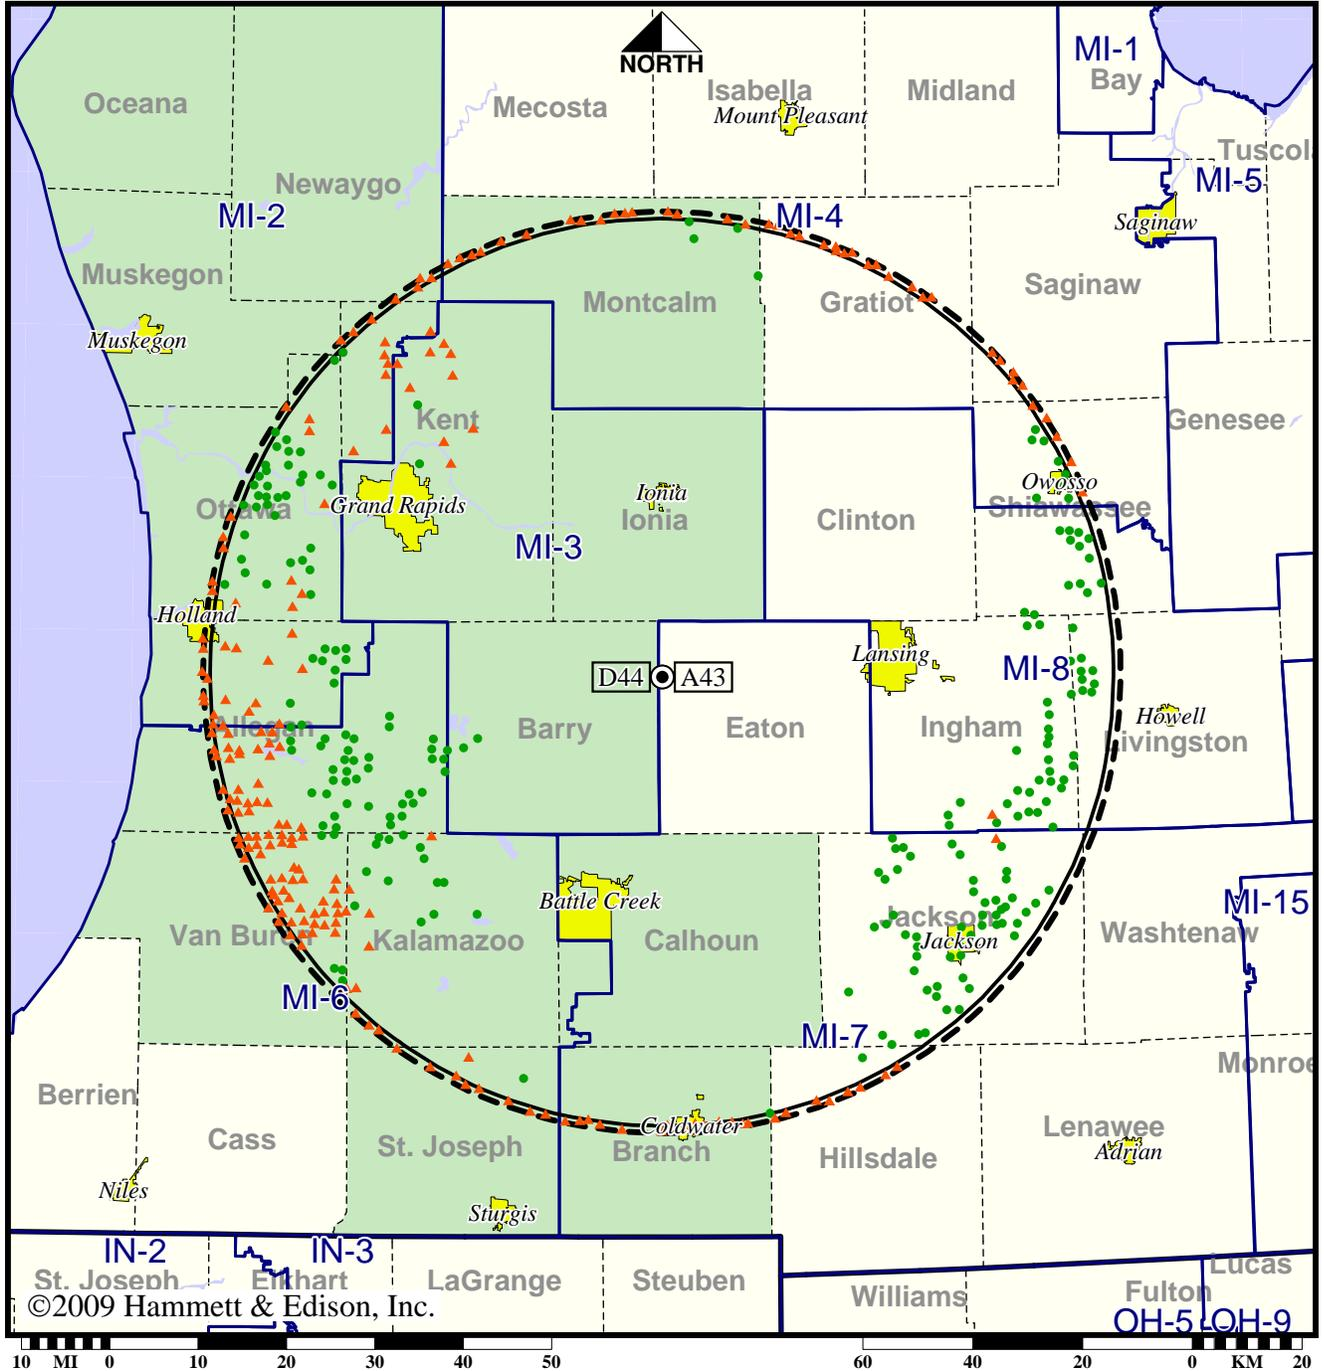 MI-1
Bay
NORTH
Oceana
Mecosta
Isabella
Mount Pleasant
Midland
Tuscol
MI-5
Newaygo
MI-2
MI-4
Saginaw
Muskegon
Montcalm
Gratiot
Saginaw
Muskegon
Kent
Genesee
Grand Rapids
Ottawa
Ionia
Ionia
Clinton
Owosso
Shiawassee
MI-3
Holland
Lansing
MI-8
D44
A43
Allegan
Barry
Eaton
Ingham
Howell
Livingston
Battle Creek
MI-15
Van Buren
Kalamazoo
Calhoun
Jackson
Jackson
Washtenaw
MI-6
MI-7
Monroe
Berrien
Cass
St. Joseph
Coldwater
Branch
Hillsdale
Lenawee
Adrian
Niles
Sturgis
IN-2
IN-3
St. Joseph
Elkhart
LaGrange
Steuben
Williams
Fulton
Lucas
©2009 Hammett & Edison, Inc.
OH-5
OH-9
10 MI 0 10 20 30 40 50 60 40 20 0 KM 20